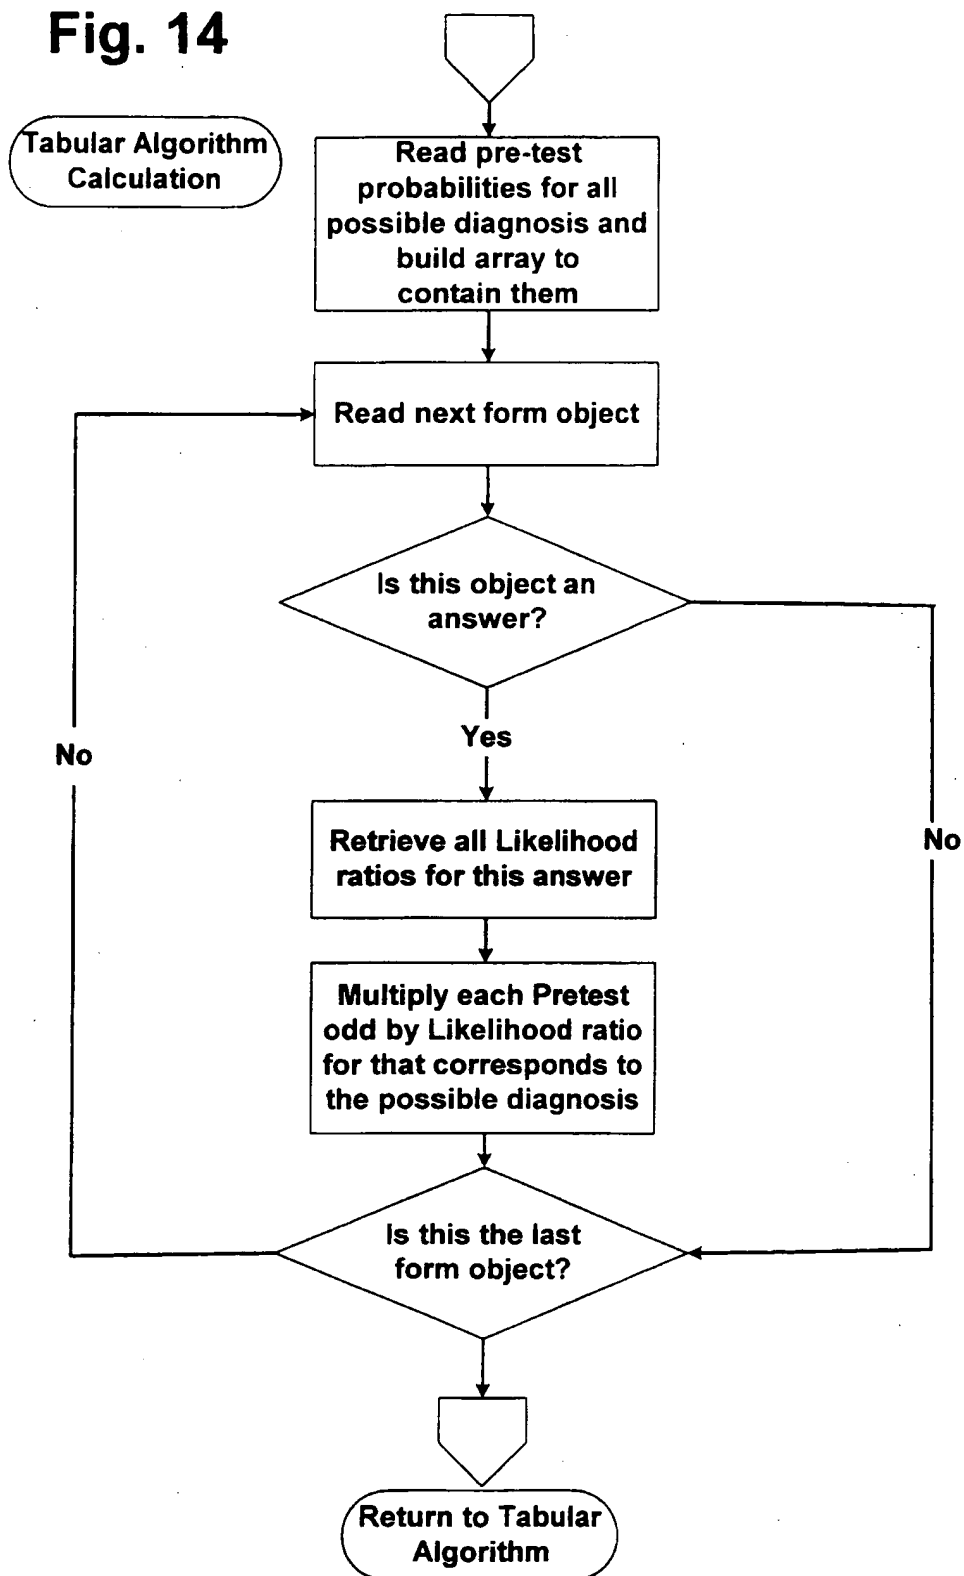 Fig. 14
Tabular Algorithm
Calculation
Read pre-test
probabilities for all
possible diagnosis and
build array to
contain them
Read next form object
Is this object an
answer?
Yes
No
No
Retrieve all Likelihood
ratios for this answer
Multiply each Pretest
odd by Likelihood ratio
for that corresponds to
the possible diagnosis
Is this the last
form object?
Return to Tabular
Algorithm